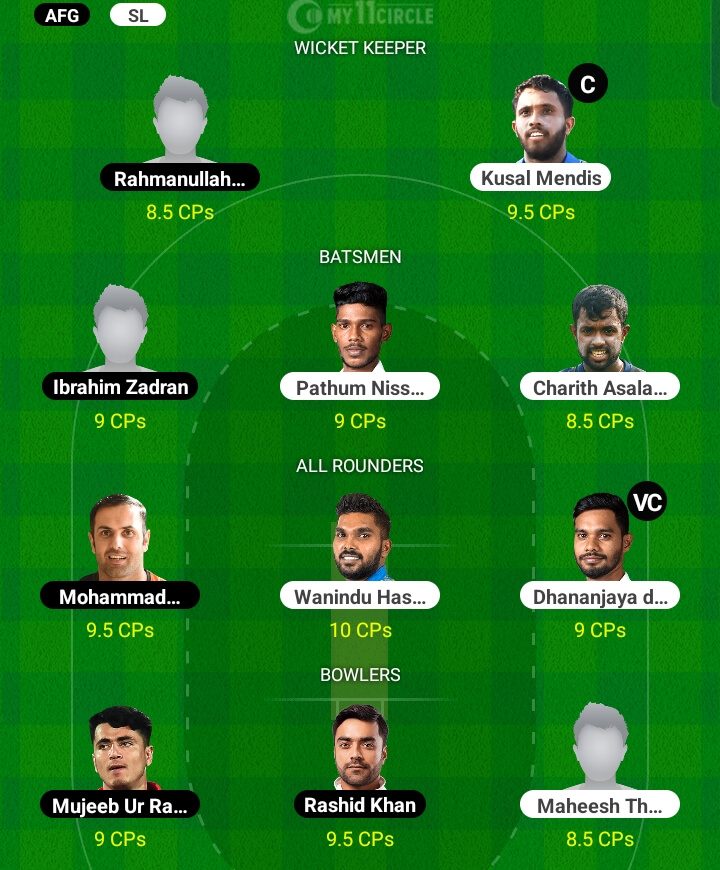 AFG SL MY11CIRCLE
WICKET KEEPER
C
Rahmanullah... Kusal Mendis
8.5 CPs 9.5 CPs
BATSMEN
Ibrahim Zadran Pathum Niss... Charith Asala...
9 CPs 9 CPs 8.5 CPs
ALL ROUNDERS
VC
Mohammad... Wanindu Has... Dhananjaya d...
9.5 CPs 10 CPs 9 CPs
BOWLERS
Mujeeb Ur Ra... Rashid Khan Maheesh Th...
9 CPs 9.5 CPs 8.5 CPs